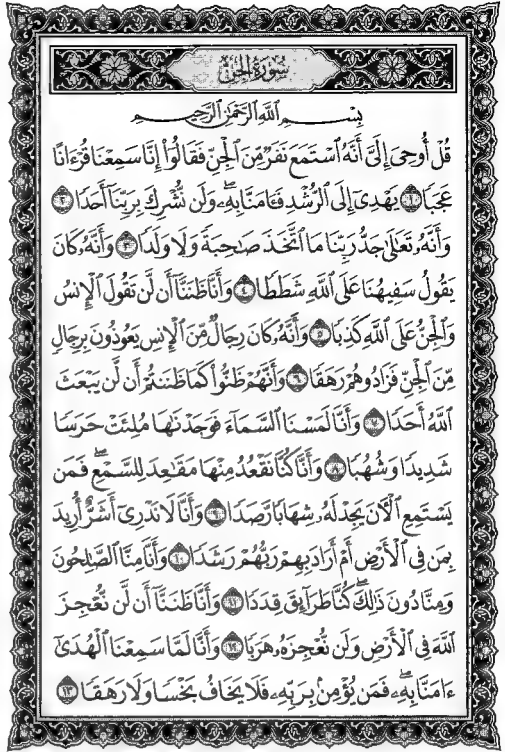 سُورَةُ الجِنِّ
بِسْمِ ٱللَّهِ ٱلرَّحْمَٰنِ ٱلرَّحِيمِ
قُلْ أُوحِىَ إِلَىَّ أَنَّهُ ٱسْتَمَعَ نَفَرٌ مِّنَ ٱلْجِنِّ فَقَالُوٓا۟ إِنَّا سَمِعْنَا قُرْءَانًا
عَجَبًا ١ يَهْدِىٓ إِلَى ٱلرُّشْدِ فَـَٔامَنَّا بِهِۦ ۖ وَلَن نُّشْرِكَ بِرَبِّنَآ أَحَدًا ٢
وَأَنَّهُۥ تَعَٰلَىٰ جَدُّ رَبِّنَا مَا ٱتَّخَذَ صَٰحِبَةً وَلَا وَلَدًا ٣ وَأَنَّهُۥ كَانَ
يَقُولُ سَفِيهُنَا عَلَى ٱللَّهِ شَطَطًا ٤ وَأَنَّا ظَنَنَّآ أَن لَّن تَقُولَ ٱلْإِنسُ
وَٱلْجِنُّ عَلَى ٱللَّهِ كَذِبًا ٥ وَأَنَّهُۥ كَانَ رِجَالٌ مِّنَ ٱلْإِنسِ يَعُوذُونَ بِرِجَالٍ
مِّنَ ٱلْجِنِّ فَزَادُوهُمْ رَهَقًا ٦ وَأَنَّهُمْ ظَنُّوا۟ كَمَا ظَنَنتُمْ أَن لَّن يَبْعَثَ
ٱللَّهُ أَحَدًا ٧ وَأَنَّا لَمَسْنَا ٱلسَّمَآءَ فَوَجَدْنَٰهَا مُلِئَتْ حَرَسًا
شَدِيدًا وَشُهُبًا ٨ وَأَنَّا كُنَّا نَقْعُدُ مِنْهَا مَقَٰعِدَ لِلسَّمْعِ ۖ فَمَن
يَسْتَمِعِ ٱلْـَٔانَ يَجِدْ لَهُۥ شِهَابًا رَّصَدًا ٩ وَأَنَّا لَا نَدْرِىٓ أَشَرٌّ أُرِيدَ
بِمَن فِى ٱلْأَرْضِ أَمْ أَرَادَ بِهِمْ رَبُّهُمْ رَشَدًا ١٠ وَأَنَّا مِنَّا ٱلصَّٰلِحُونَ
وَمِنَّا دُونَ ذَٰلِكَ ۖ كُنَّا طَرَآئِقَ قِدَدًا ١١ وَأَنَّا ظَنَنَّآ أَن لَّن نُّعْجِزَ
ٱللَّهَ فِى ٱلْأَرْضِ وَلَن نُّعْجِزَهُۥ هَرَبًا ١٢ وَأَنَّا لَمَّا سَمِعْنَا ٱلْهُدَىٰٓ
ءَامَنَّا بِهِۦ ۖ فَمَن يُؤْمِنۢ بِرَبِّهِۦ فَلَا يَخَافُ بَخْسًا وَلَا رَهَقًا ١٣